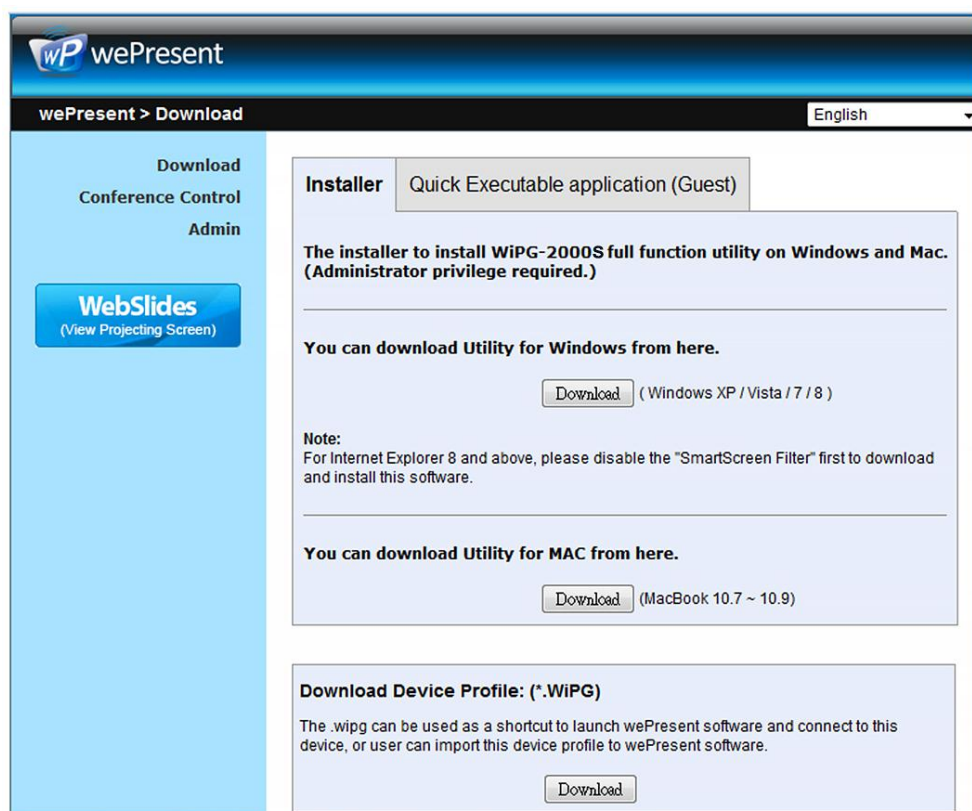 wP wePresent
wePresent > Download
English
Download
Conference Control
Admin
WebSlides
(View Projecting Screen)
Installer
Quick Executable application (Guest)
The installer to install WiPG-2000S full function utility on Windows and Mac.
(Administrator privilege required.)
You can download Utility for Windows from here.
Download ( Windows XP / Vista / 7 / 8 )
Note:
For Internet Explorer 8 and above, please disable the "SmartScreen Filter" first to download
and install this software.
You can download Utility for MAC from here.
Download (MacBook 10.7 ~ 10.9)
Download Device Profile: (*.WiPG)
The .wipg can be used as a shortcut to launch wePresent software and connect to this
device, or user can import this device profile to wePresent software.
Download